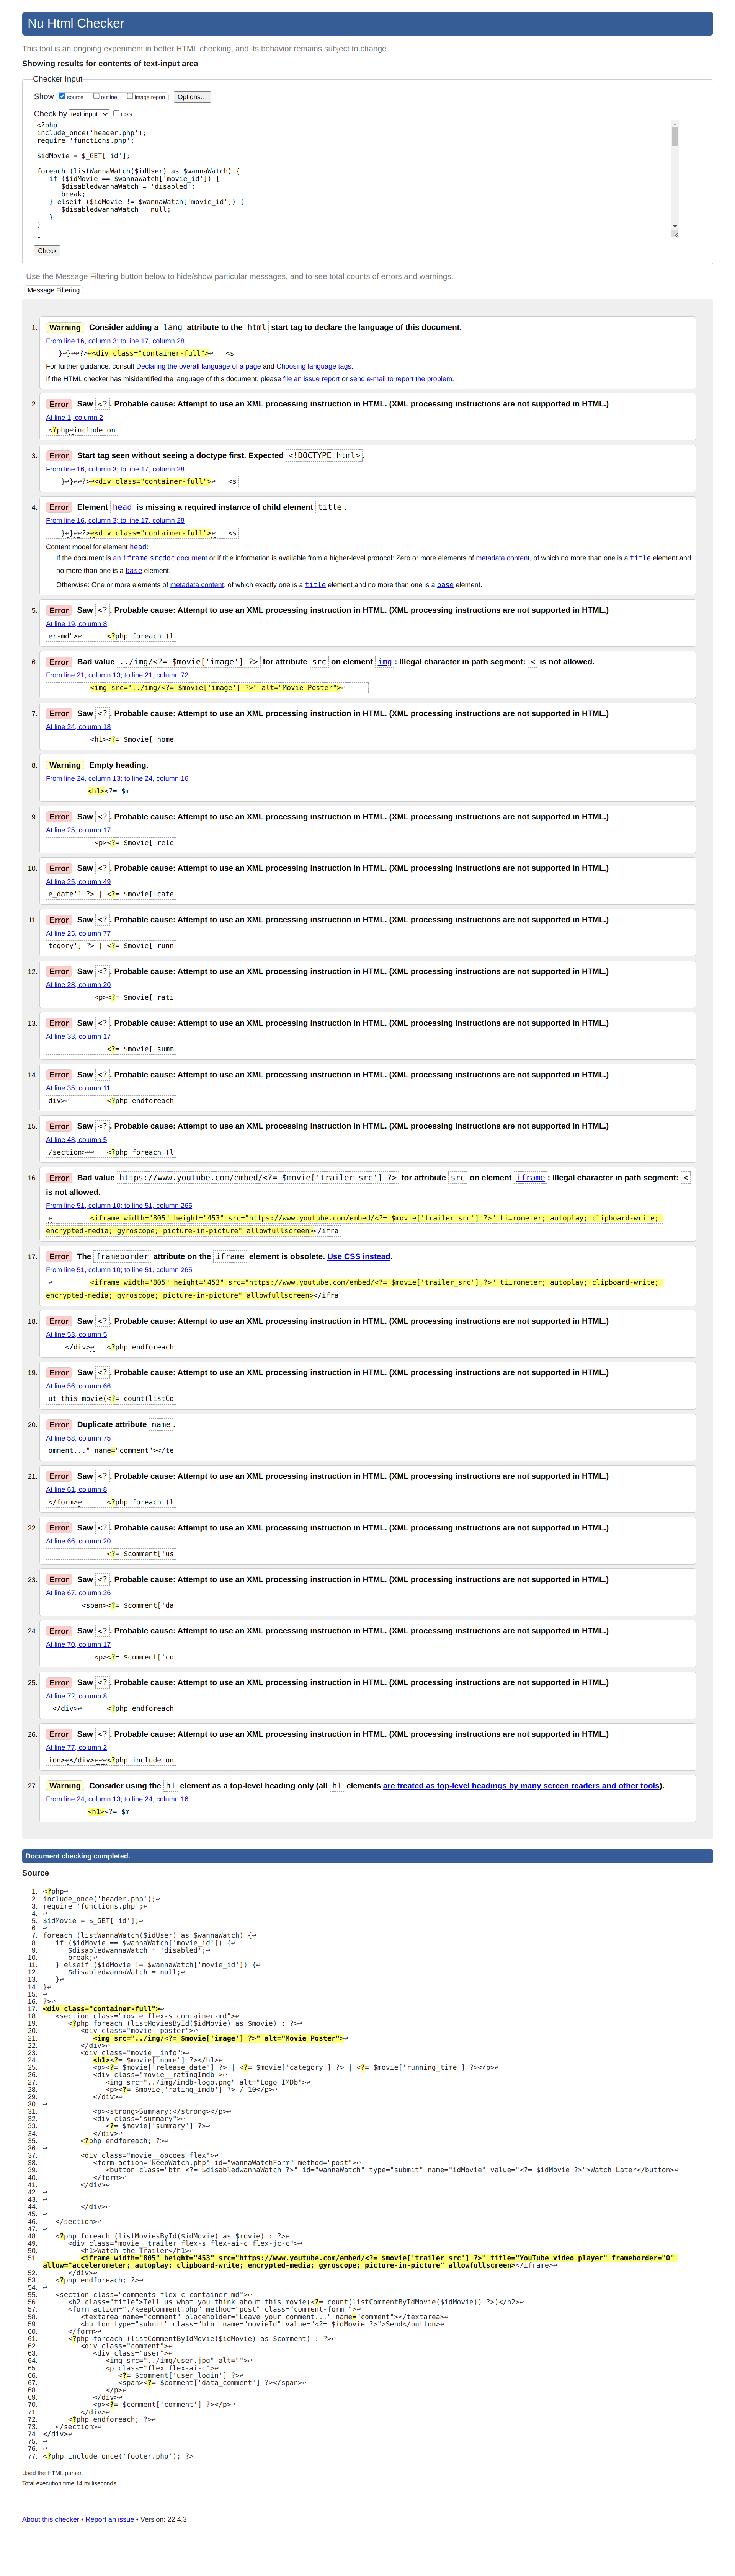 Nu Html Checker
This tool is an ongoing experiment in better HTML checking, and its behavior remains subject to change
Showing results for contents of text-input area
Checker Input
Show source outline image report Options...
Check by text input css
<?php
include_once('header.php');
require 'functions.php';
$idMovie = $_GET['id'];
foreach (listWannaWatch($idUser) as $wannaWatch) {
if ($idMovie == $wannaWatch['movie_id']) {
$disabledwannaWatch = 'disabled';
break;
} elseif ($idMovie != $wannaWatch['movie_id']) {
$disabledwannaWatch = null;
}
}
Check
Use the Message Filtering button below to hide/show particular messages, and to see total counts of errors and warnings.
Message Filtering
1. Warning Consider adding a lang attribute to the html start tag to declare the language of this document.
From line 16, column 3; to line 17, column 28
}↩}↩↩?>↩<div class="container-full">↩ <s
For further guidance, consult Declaring the overall language of a page and Choosing language tags.
If the HTML checker has misidentified the language of this document, please file an issue report or send e-mail to report the problem.
2. Error Saw <?. Probable cause: Attempt to use an XML processing instruction in HTML. (XML processing instructions are not supported in HTML.)
At line 1, column 2
<?php↩include_on
3. Error Start tag seen without seeing a doctype first. Expected <!DOCTYPE html>.
From line 16, column 3; to line 17, column 28
}↩}↩↩?>↩<div class="container-full">↩ <s
4. Error Element head is missing a required instance of child element title.
From line 16, column 3; to line 17, column 28
}↩}↩↩?>↩<div class="container-full">↩ <s
Content model for element head:
If the document is an iframe srcdoc document or if title information is available from a higher-level protocol: Zero or more elements of metadata content, of which no more than one is a title element and
no more than one is a base element.
Otherwise: One or more elements of metadata content, of which exactly one is a title element and no more than one is a base element.
5. Error Saw <?. Probable cause: Attempt to use an XML processing instruction in HTML. (XML processing instructions are not supported in HTML.)
At line 19, column 8
er-md">↩ <?php foreach (l
6. Error Bad value ../img/<?= $movie['image'] ?> for attribute src on element img: Illegal character in path segment: < is not allowed.
From line 21, column 13; to line 21, column 72
<img src="../img/<?= $movie['image'] ?>" alt="Movie Poster">↩
7. Error Saw <?. Probable cause: Attempt to use an XML processing instruction in HTML. (XML processing instructions are not supported in HTML.)
At line 24, column 18
<h1><?= $movie['nome
8. Warning Empty heading.
From line 24, column 13; to line 24, column 16
<h1><?= $m
9. Error Saw <?. Probable cause: Attempt to use an XML processing instruction in HTML. (XML processing instructions are not supported in HTML.)
At line 25, column 17
<p><?= $movie['rele
10. Error Saw <?. Probable cause: Attempt to use an XML processing instruction in HTML. (XML processing instructions are not supported in HTML.)
At line 25, column 49
e_date'] ?> | <?= $movie['cate
11. Error Saw <?. Probable cause: Attempt to use an XML processing instruction in HTML. (XML processing instructions are not supported in HTML.)
At line 25, column 77
tegory'] ?> | <?= $movie['runn
12. Error Saw <?. Probable cause: Attempt to use an XML processing instruction in HTML. (XML processing instructions are not supported in HTML.)
At line 28, column 20
<p><?= $movie['rati
13. Error Saw <?. Probable cause: Attempt to use an XML processing instruction in HTML. (XML processing instructions are not supported in HTML.)
At line 33, column 17
<?= $movie['summ
14. Error Saw <?. Probable cause: Attempt to use an XML processing instruction in HTML. (XML processing instructions are not supported in HTML.)
At line 35, column 11
div>↩ <?php endforeach
15. Error Saw <?. Probable cause: Attempt to use an XML processing instruction in HTML. (XML processing instructions are not supported in HTML.)
At line 48, column 5
/section>↩↩ <?php foreach (l
16. Error Bad value https://www.youtube.com/embed/<?= $movie['trailer_src'] ?> for attribute src on element iframe: Illegal character in path segment: <
is not allowed.
From line 51, column 10; to line 51, column 265
↩ <iframe width="805" height="453" src="https://www.youtube.com/embed/<?= $movie['trailer_src'] ?>" ti…rometer; autoplay; clipboard-write;
encrypted-media; gyroscope; picture-in-picture" allowfullscreen></ifra
17. Error The frameborder attribute on the iframe element is obsolete. Use CSS instead.
From line 51, column 10; to line 51, column 265
↩ <iframe width="805" height="453" src="https://www.youtube.com/embed/<?= $movie['trailer_src'] ?>" ti…rometer; autoplay; clipboard-write;
encrypted-media; gyroscope; picture-in-picture" allowfullscreen></ifra
18. Error Saw <?. Probable cause: Attempt to use an XML processing instruction in HTML. (XML processing instructions are not supported in HTML.)
At line 53, column 5
</div>↩ <?php endforeach
19. Error Saw <?. Probable cause: Attempt to use an XML processing instruction in HTML. (XML processing instructions are not supported in HTML.)
At line 56, column 66
ut this movie(<?= count(listCo
20. Error Duplicate attribute name.
At line 58, column 75
omment..." name="comment"></te
21. Error Saw <?. Probable cause: Attempt to use an XML processing instruction in HTML. (XML processing instructions are not supported in HTML.)
At line 61, column 8
</form>↩ <?php foreach (l
22. Error Saw <?. Probable cause: Attempt to use an XML processing instruction in HTML. (XML processing instructions are not supported in HTML.)
At line 66, column 20
<?= $comment['us
23. Error Saw <?. Probable cause: Attempt to use an XML processing instruction in HTML. (XML processing instructions are not supported in HTML.)
At line 67, column 26
<span><?= $comment['da
24. Error Saw <?. Probable cause: Attempt to use an XML processing instruction in HTML. (XML processing instructions are not supported in HTML.)
At line 70, column 17
<p><?= $comment['co
25. Error Saw <?. Probable cause: Attempt to use an XML processing instruction in HTML. (XML processing instructions are not supported in HTML.)
At line 72, column 8
</div>↩ <?php endforeach
26. Error Saw <?. Probable cause: Attempt to use an XML processing instruction in HTML. (XML processing instructions are not supported in HTML.)
At line 77, column 2
ion>↩</div>↩↩↩<?php include_on
27. Warning Consider using the h1 element as a top-level heading only (all h1 elements are treated as top-level headings by many screen readers and other tools).
From line 24, column 13; to line 24, column 16
<h1><?= $m
Document checking completed.
Source
1. <?php↩
2. include_once('header.php');↩
3. require 'functions.php';↩
4. ↩
5. $idMovie = $_GET['id'];↩
6. ↩
7. foreach (listWannaWatch($idUser) as $wannaWatch) {↩
8. if ($idMovie == $wannaWatch['movie_id']) {↩
9. $disabledwannaWatch = 'disabled';↩
10. break;↩
11. } elseif ($idMovie != $wannaWatch['movie_id']) {↩
12. $disabledwannaWatch = null;↩
13. }↩
14. }↩
15. ↩
16. ?>↩
17. <div class="container-full">↩
18. <section class="movie flex-s container-md">↩
19. <?php foreach (listMoviesById($idMovie) as $movie) : ?>↩
20. <div class="movie__poster">↩
21. <img src="../img/<?= $movie['image'] ?>" alt="Movie Poster">↩
22. </div>↩
23. <div class="movie__info">↩
24. <h1><?= $movie['nome'] ?></h1>↩
25. <p><?= $movie['release_date'] ?> | <?= $movie['category'] ?> | <?= $movie['running_time'] ?></p>↩
26. <div class="movie__ratingImdb">↩
27. <img src="../img/imdb-logo.png" alt="Logo IMDb">↩
28. <p><?= $movie['rating_imdb'] ?> / 10</p>↩
29. </div>↩
30. ↩
31. <p><strong>Summary:</strong></p>↩
32. <div class="summary">↩
33. <?= $movie['summary'] ?>↩
34. </div>↩
35. <?php endforeach; ?>↩
36. ↩
37. <div class="movie__opcoes flex">↩
38. <form action="keepWatch.php" id="wannaWatchForm" method="post">↩
39. <button class="btn <?= $disabledwannaWatch ?>" id="wannaWatch" type="submit" name="idMovie" value="<?= $idMovie ?>">Watch Later</button>↩
40. </form>↩
41. </div>↩
42. ↩
43. ↩
44. </div>↩
45. ↩
46. </section>↩
47. ↩
48. <?php foreach (listMoviesById($idMovie) as $movie) : ?>↩
49. <div class="movie__trailer flex-s flex-ai-c flex-jc-c">↩
50. <h1>Watch the Trailer</h1>↩
51. <iframe width="805" height="453" src="https://www.youtube.com/embed/<?= $movie['trailer_src'] ?>" title="YouTube video player" frameborder="0"
allow="accelerometer; autoplay; clipboard-write; encrypted-media; gyroscope; picture-in-picture" allowfullscreen></iframe>↩
52. </div>↩
53. <?php endforeach; ?>↩
54. ↩
55. <section class="comments flex-c container-md">↩
56. <h2 class="title">Tell us what you think about this movie(<?= count(listCommentByIdMovie($idMovie)) ?>)</h2>↩
57. <form action="./keepComment.php" method="post" class="comment-form ">↩
58. <textarea name="comment" placeholder="Leave your comment..." name="comment"></textarea>↩
59. <button type="submit" class="btn" name="movieId" value="<?= $idMovie ?>">Send</button>↩
60. </form>↩
61. <?php foreach (listCommentByIdMovie($idMovie) as $comment) : ?>↩
62. <div class="comment">↩
63. <div class="user">↩
64. <img src="../img/user.jpg" alt="">↩
65. <p class="flex flex-ai-c">↩
66. <?= $comment['user_login'] ?>↩
67. <span><?= $comment['data_comment'] ?></span>↩
68. </p>↩
69. </div>↩
70. <p><?= $comment['comment'] ?></p>↩
71. </div>↩
72. <?php endforeach; ?>↩
73. </section>↩
74. </div>↩
75. ↩
76. ↩
77. <?php include_once('footer.php'); ?>
Used the HTML parser.
Total execution time 14 milliseconds.
About this checker • Report an issue • Version: 22.4.3